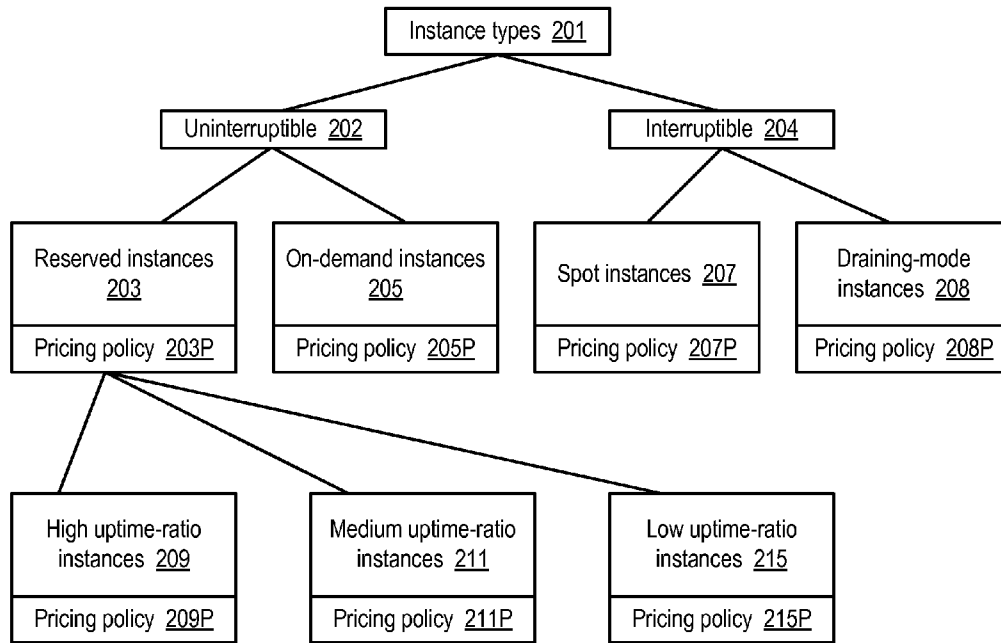 Instance types 201
Uninterruptible 202
Interruptible 204
Reserved instances
203
Pricing policy 203P
On-demand instances
205
Pricing policy 205P
Spot instances 207
Pricing policy 207P
Draining-mode
instances 208
Pricing policy 208P
High uptime-ratio
instances 209
Pricing policy 209P
Medium uptime-ratio
instances 211
Pricing policy 211P
Low uptime-ratio
instances 215
Pricing policy 215P